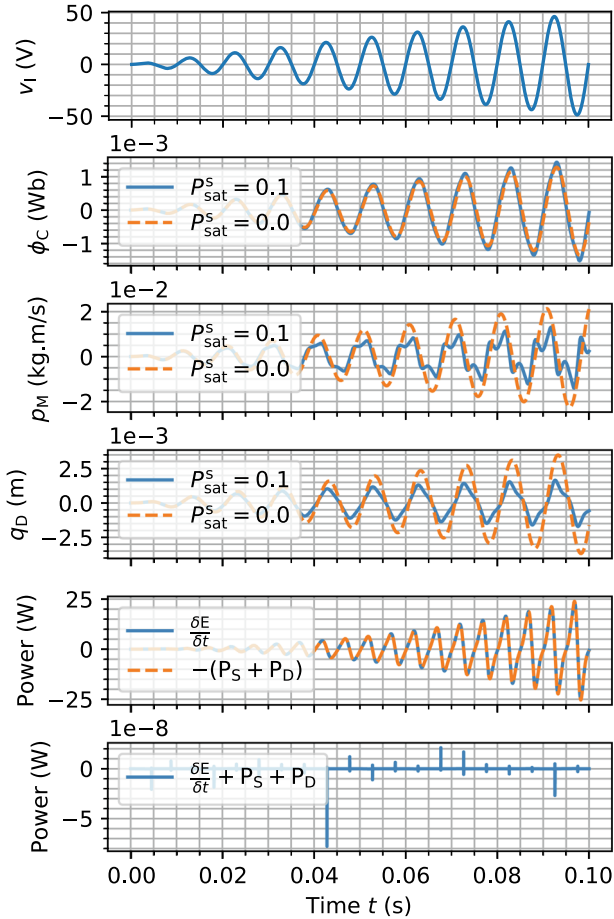 50
0
−50
v_I (V)
1e−3
1
0
−1
ϕ_C (Wb)
P^s_sat = 0.1
P^s_sat = 0.0
1e−2
2
0
−2
p_M (kg.m/s)
P^s_sat = 0.1
P^s_sat = 0.0
1e−3
2.5
0.0
−2.5
q_D (m)
P^s_sat = 0.1
P^s_sat = 0.0
25
0
−25
Power (W)
δE/δt
−(P_S + P_D)
1e−8
0
−5
Power (W)
δE/δt + P_S + P_D
0.00 0.02 0.04 0.06 0.08 0.10
Time t (s)